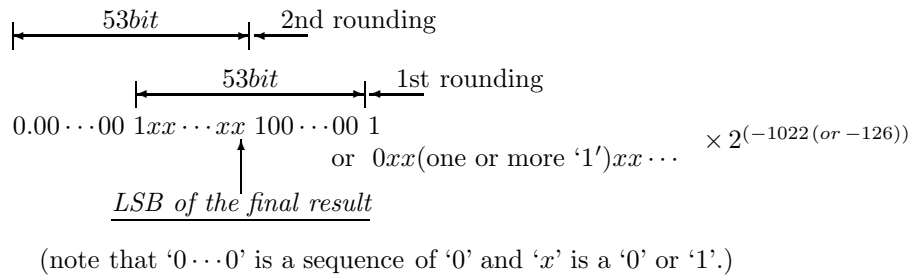 53bit 2nd rounding
53bit 1st rounding
0.00···00 1xx···xx 100···00 1
or 0xx(one or more ‘1′)xx··· × 2^(−1022 (or −126))
LSB of the final result
(note that ‘0···0’ is a sequence of ‘0’ and ‘x’ is a ‘0’ or ‘1’.)